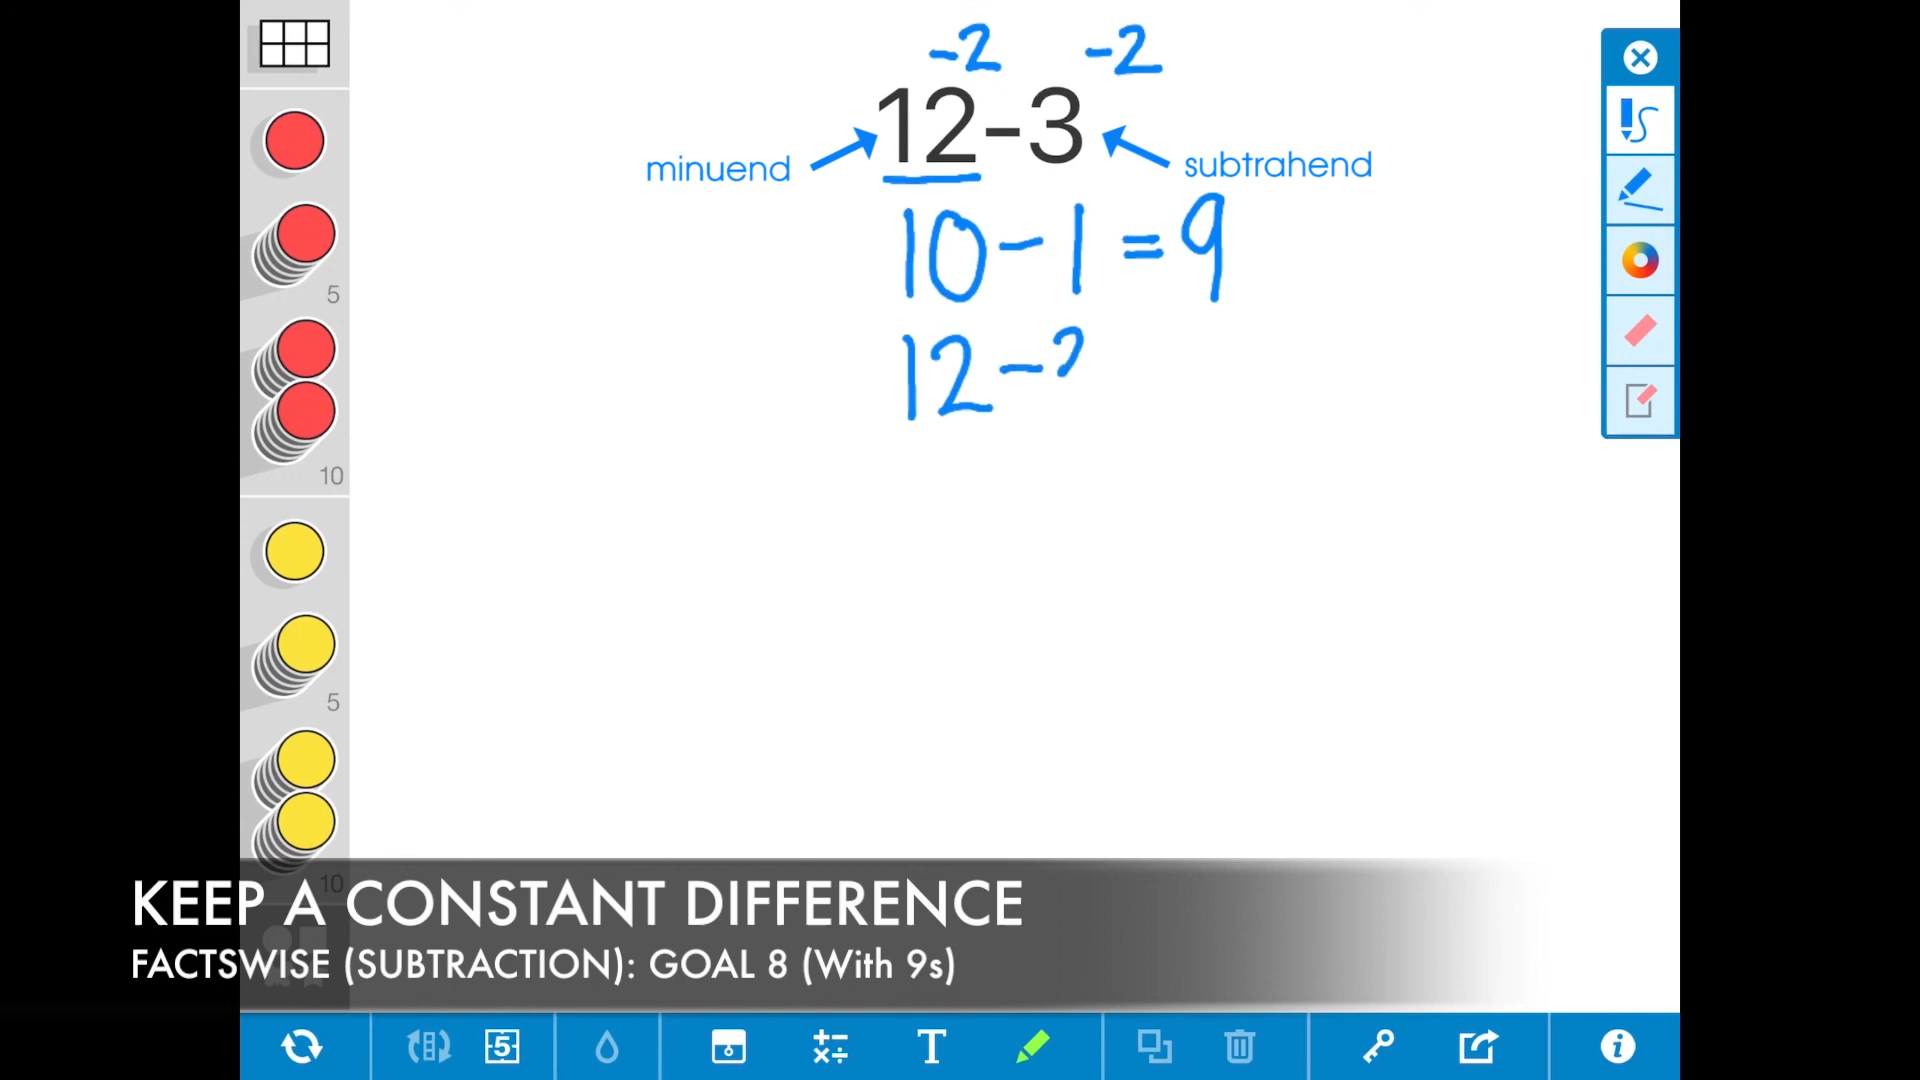 -2 -2
12-3
minuend
subtrahend
10-1=9
12-
5
10
5
10
KEEP A CONSTANT DIFFERENCE
FACTSWISE (SUBTRACTION): GOAL 8 (With 9s)
5
T
i